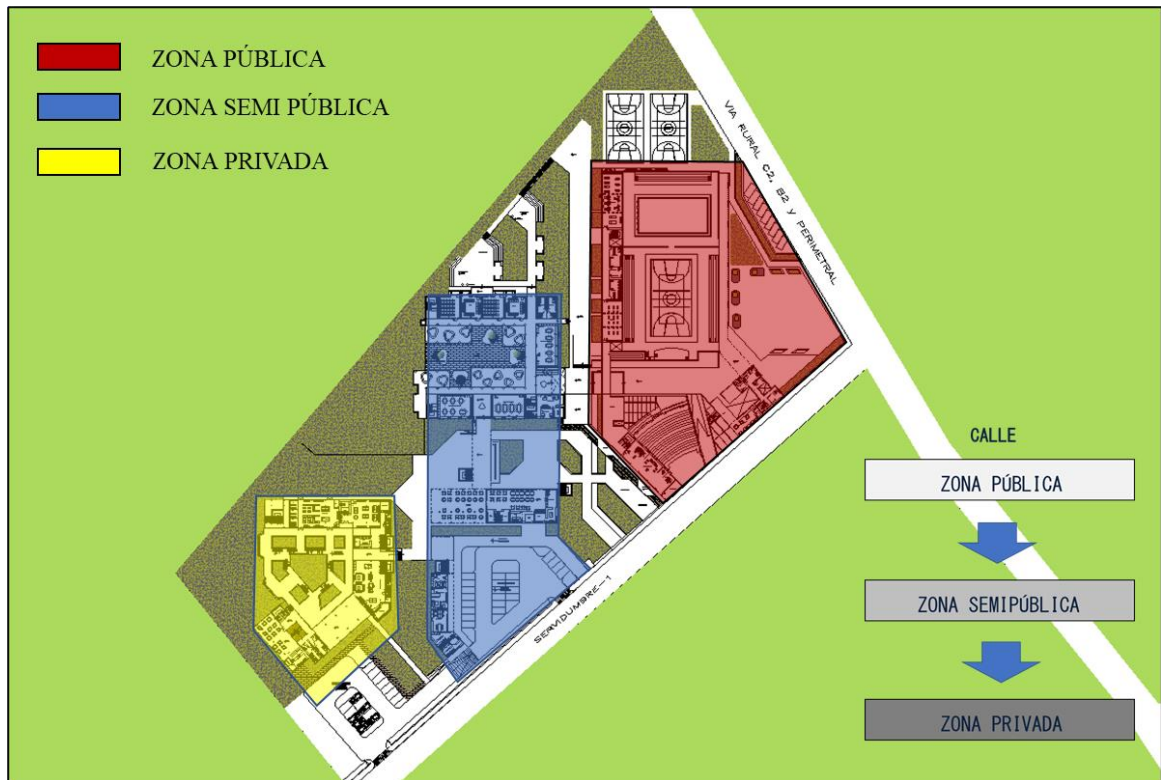 ZONA PÚBLICA
ZONA SEMI PÚBLICA
ZONA PRIVADA
VIA RURAL C2, B2 y PERIMETRAL
SERVIDUMBRE-1
CALLE
ZONA PÚBLICA
ZONA SEMIPÚBLICA
ZONA PRIVADA